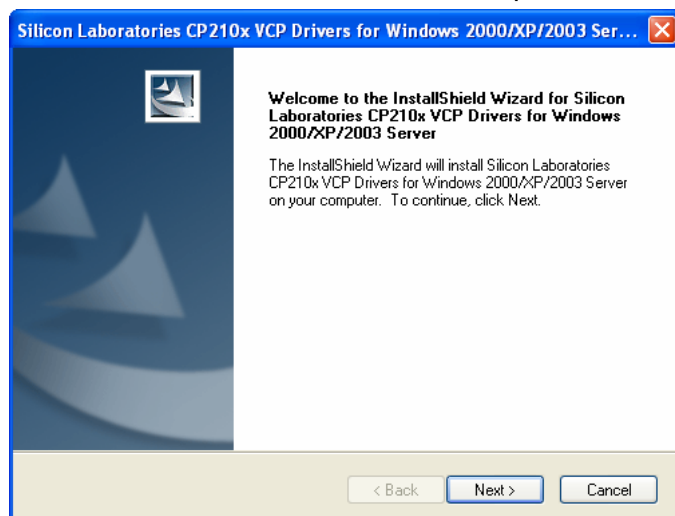 Silicon Laboratories CP210x VCP Drivers for Windows 2000/XP/2003 Ser...
Welcome to the InstallShield Wizard for Silicon
Laboratories CP210x VCP Drivers for Windows
2000/XP/2003 Server
The InstallShield Wizard will install Silicon Laboratories
CP210x VCP Drivers for Windows 2000/XP/2003 Server
on your computer. To continue, click Next.
< Back Next > Cancel